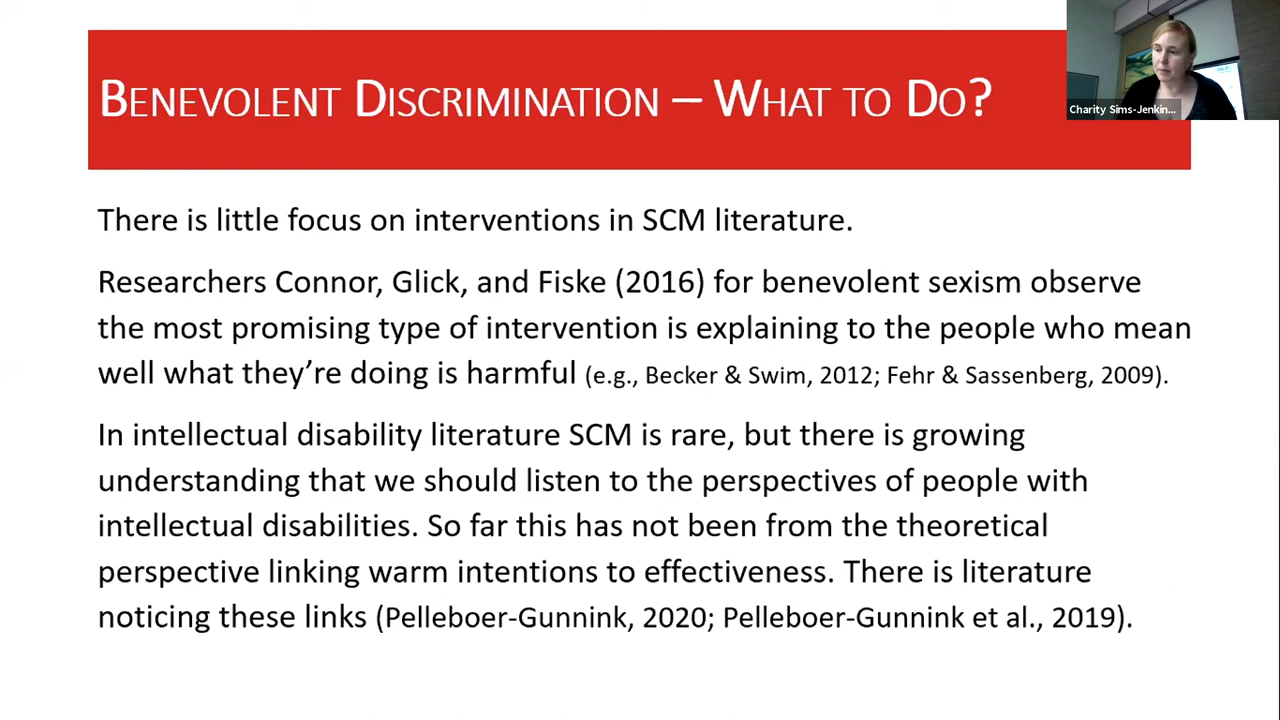 BENEVOLENT DISCRIMINATION – WHAT TO DO?
Charity Sims-Jenkin...
There is little focus on interventions in SCM literature.
Researchers Connor, Glick, and Fiske (2016) for benevolent sexism observe
the most promising type of intervention is explaining to the people who mean
well what they’re doing is harmful (e.g., Becker & Swim, 2012; Fehr & Sassenberg, 2009).
In intellectual disability literature SCM is rare, but there is growing
understanding that we should listen to the perspectives of people with
intellectual disabilities. So far this has not been from the theoretical
perspective linking warm intentions to effectiveness. There is literature
noticing these links (Pelleboer-Gunnink, 2020; Pelleboer-Gunnink et al., 2019).